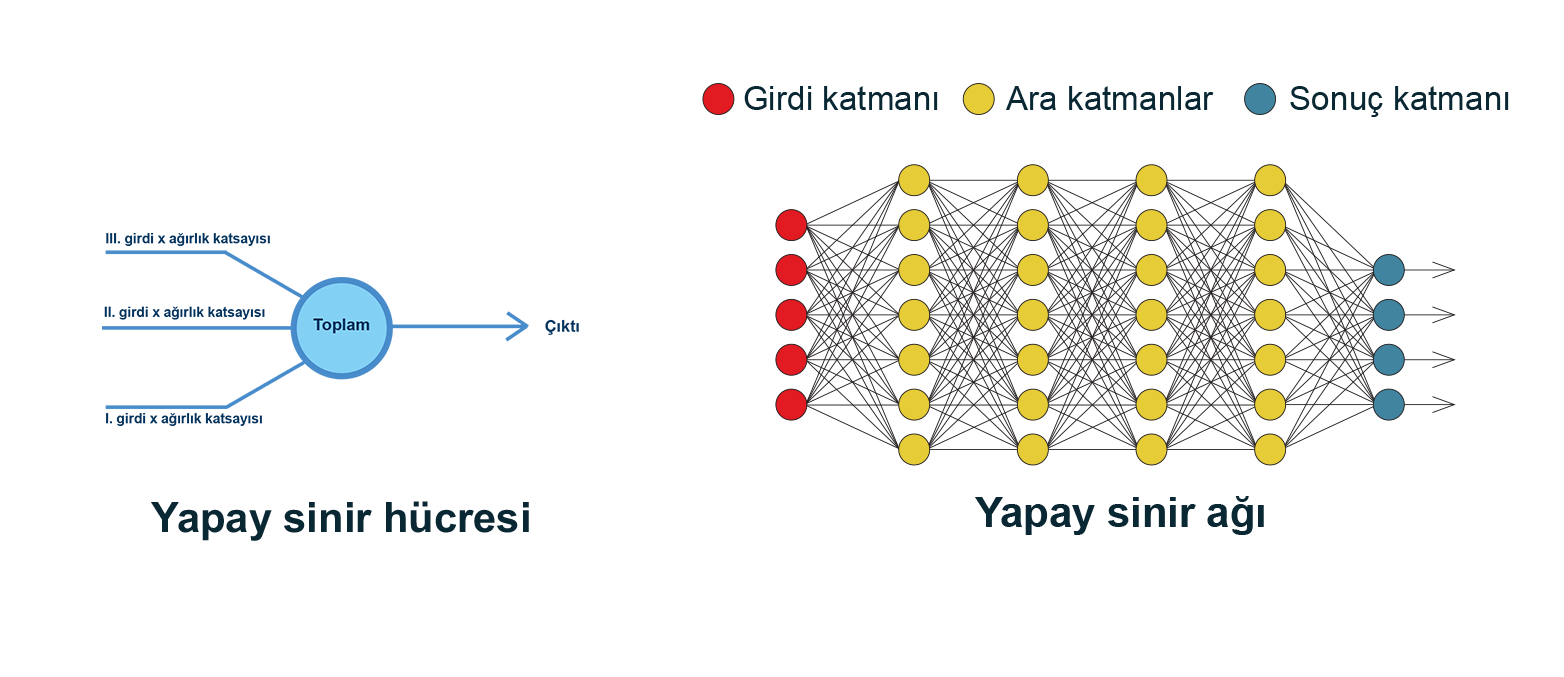 Girdi katmanı
Ara katmanlar
Sonuç katmanı
III. girdi x ağırlık katsayısı
II. girdi x ağırlık katsayısı
Toplam
Çıktı
I. girdi x ağırlık katsayısı
Yapay sinir hücresi
Yapay sinir ağı